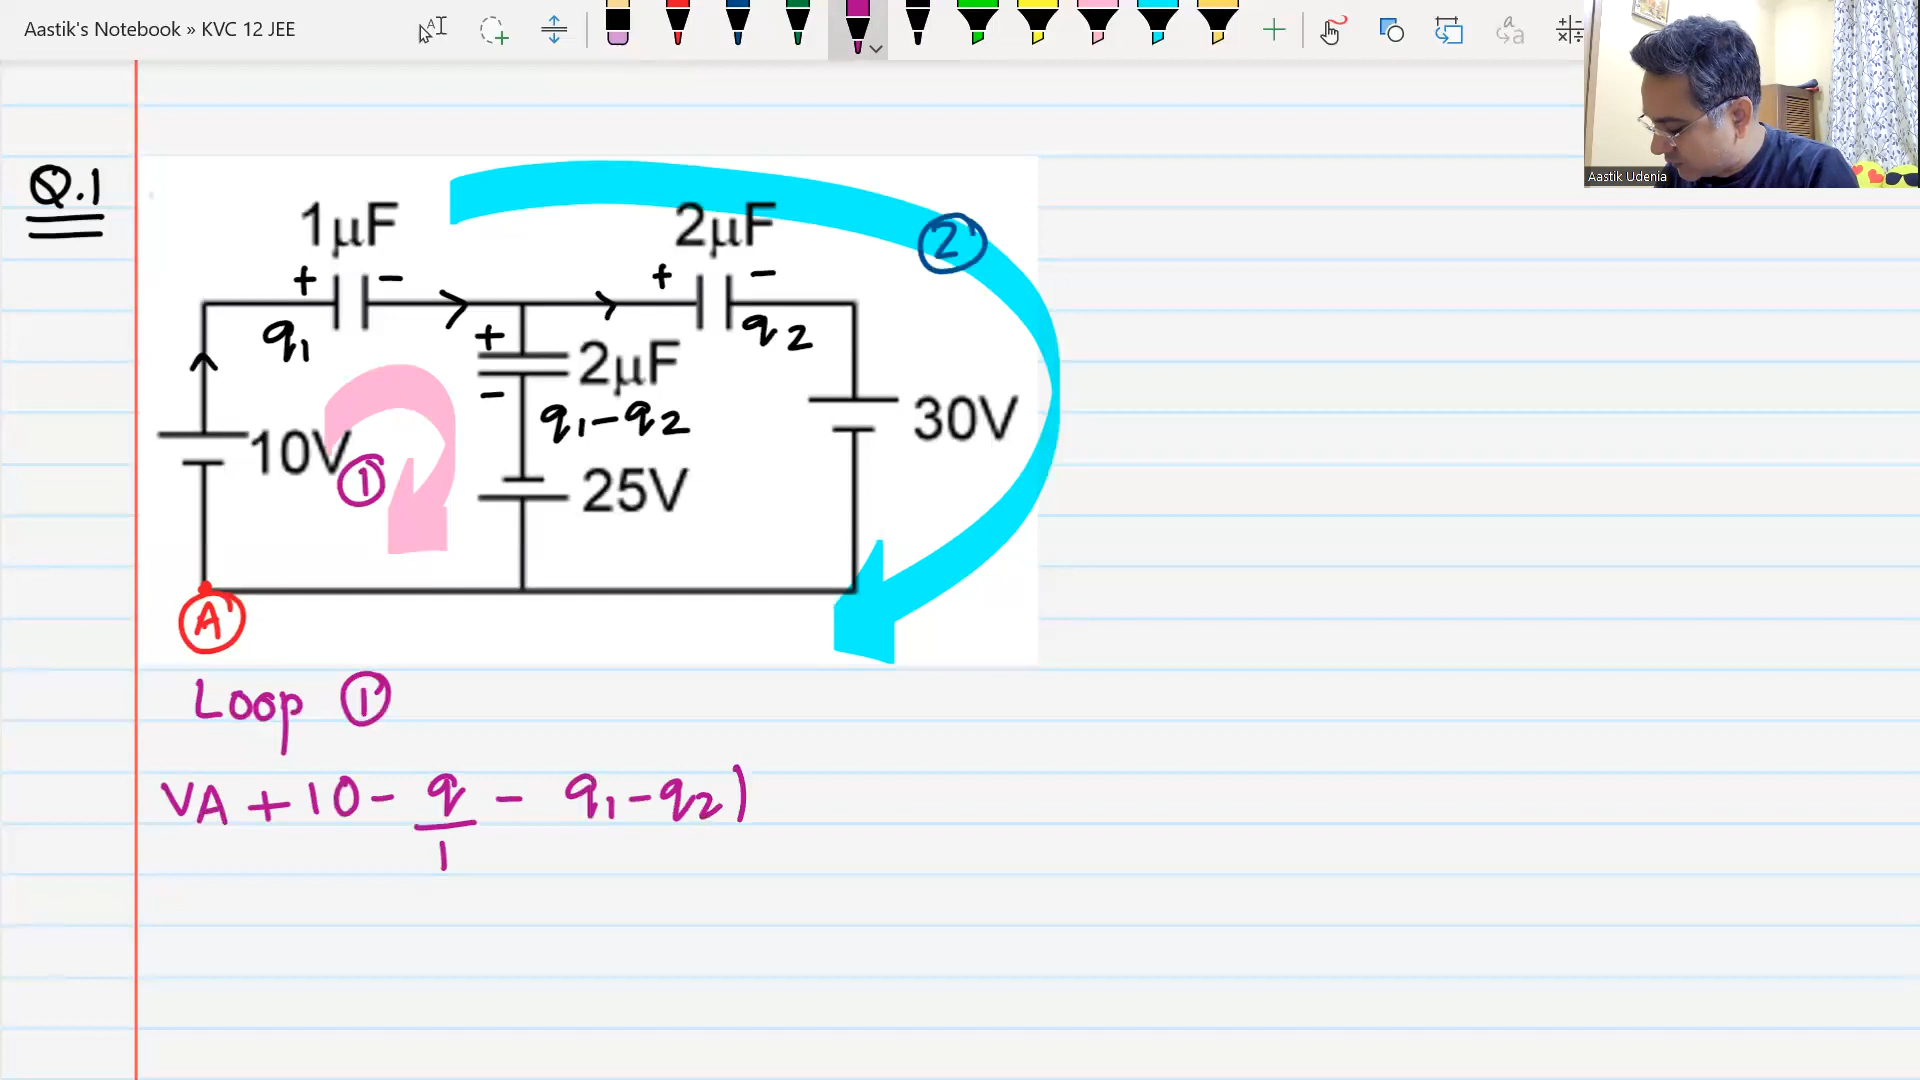 Aastik's Notebook » KVC 12 JEE
Aastik Udenia
Q.1
1μF
2μF
2
+ -
+ -
q1
q2
+
2μF
-
q1-q2
10V
1
25V
30V
A
Loop 1
VA + 10 - q/1 - q1-q2)